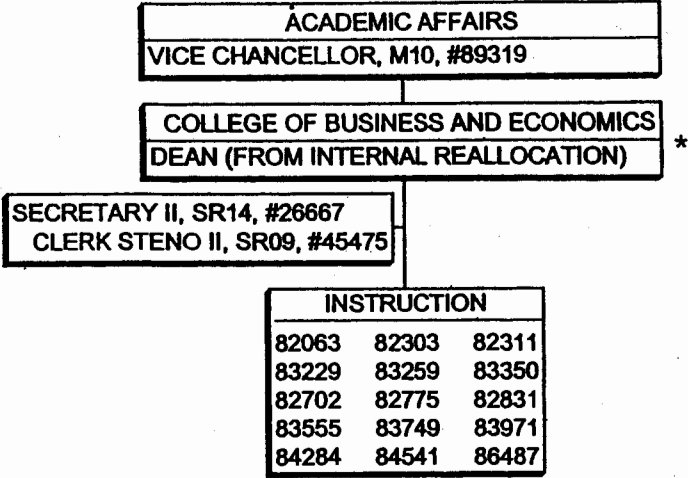 ACADEMIC AFFAIRS
VICE CHANCELLOR, M10, #89319
COLLEGE OF BUSINESS AND ECONOMICS
DEAN (FROM INTERNAL REALLOCATION) *
SECRETARY II, SR14, #26667
CLERK STENO II, SR09, #45475
INSTRUCTION
82063 82303 82311
83229 83259 83350
82702 82775 82831
83555 83749 83971
84284 84541 86487